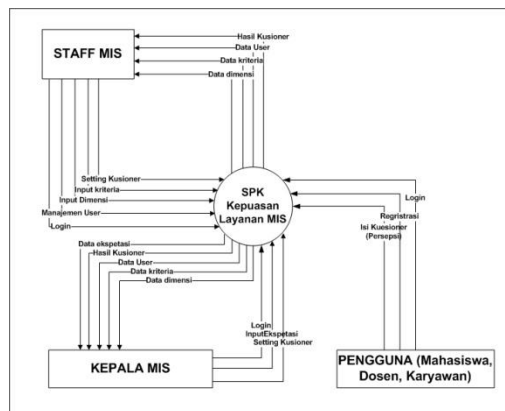 STAFF MIS
Hasil Kusioner
Data User
Data kriteria
Data dimensi
Setting Kusioner
Input kriteria
Input Dimensi
Manajemen User
Login
SPK
Kepuasan
Layanan MIS
Login
Regristrasi
Isi Kuesioner
(Persepsi)
Data ekspetasi
Hasil Kusioner
Data User
Data kriteria
Data dimensi
Login
InputEkspetasi
Setting Kusioner
KEPALA MIS
PENGGUNA (Mahasiswa,
Dosen, Karyawan)